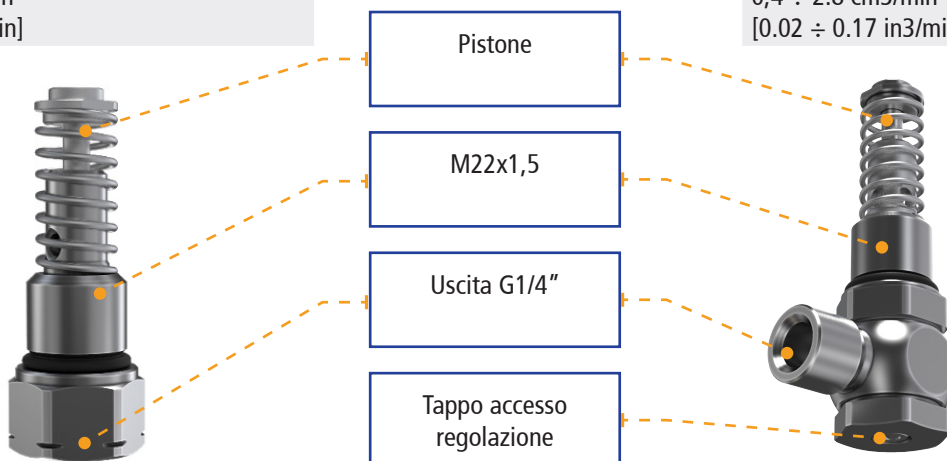 in]
[0.02 ÷ 0.17 in3/mi
Pistone
M22x1,5
Uscita G1/4”
Tappo accesso
regolazione